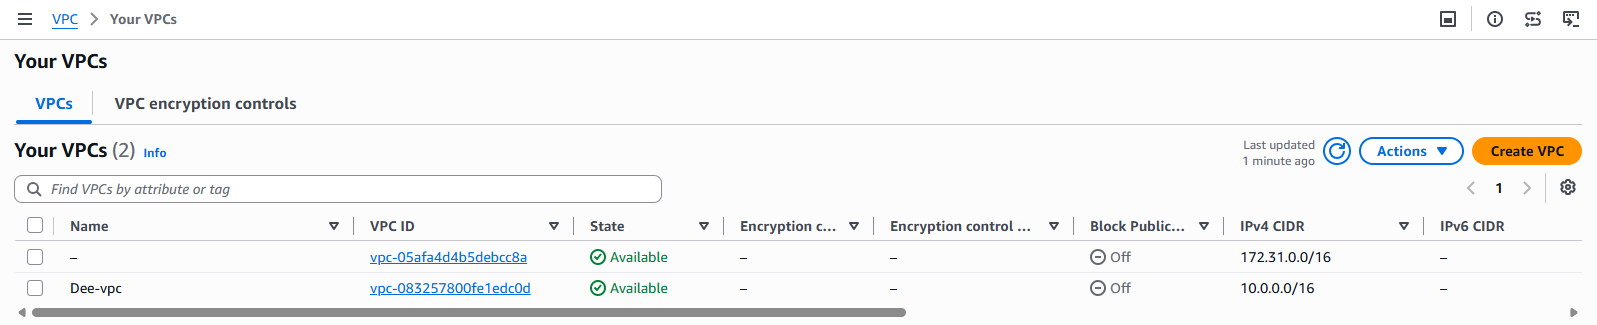 VPC > Your VPCs
Your VPCs
VPCs VPC encryption controls
Your VPCs (2) Info Last updated 1 minute ago Actions Create VPC
Find VPCs by attribute or tag 1
Name VPC ID State Encryption c... Encryption control ... Block Public... IPv4 CIDR IPv6 CIDR
– vpc-05afa4d4b5debcc8a Available – – Off 172.31.0.0/16 –
Dee-vpc vpc-083257800fe1edc0d Available – – Off 10.0.0.0/16 –